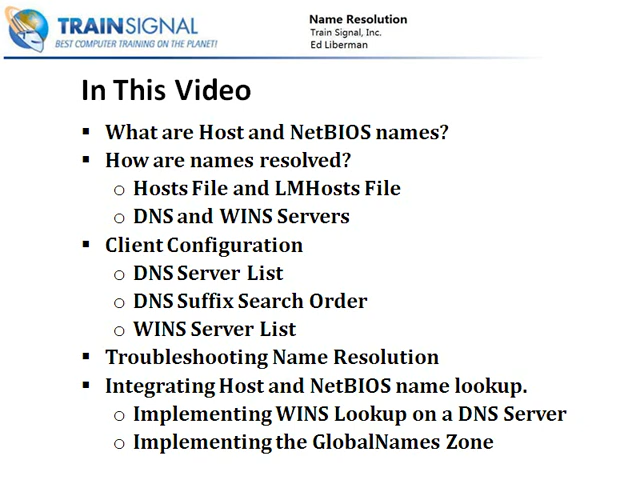 TRAINSIGNAL
BEST COMPUTER TRAINING ON THE PLANET!
Name Resolution
Train Signal, Inc.
Ed Liberman
In This Video
▪ What are Host and NetBIOS names?
▪ How are names resolved?
o Hosts File and LMHosts File
o DNS and WINS Servers
▪ Client Configuration
o DNS Server List
o DNS Suffix Search Order
o WINS Server List
▪ Troubleshooting Name Resolution
▪ Integrating Host and NetBIOS name lookup.
o Implementing WINS Lookup on a DNS Server
o Implementing the GlobalNames Zone